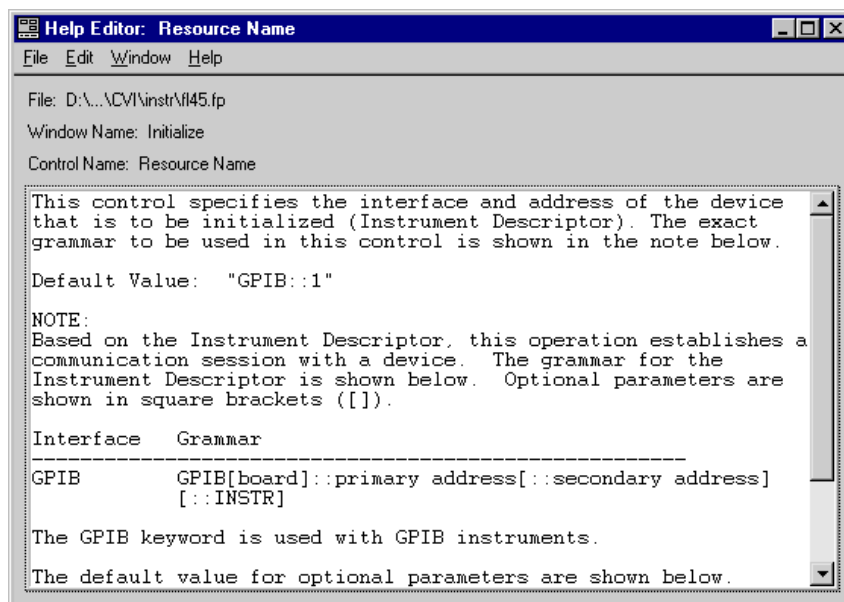 Help Editor: Resource Name
File Edit Window Help
File: D:\...\CVI\instr\fl45.fp
Window Name: Initialize
Control Name: Resource Name
This control specifies the interface and address of the device
that is to be initialized (Instrument Descriptor). The exact
grammar to be used in this control is shown in the note below.
Default Value: "GPIB::1"
NOTE:
Based on the Instrument Descriptor, this operation establishes a
communication session with a device. The grammar for the
Instrument Descriptor is shown below. Optional parameters are
shown in square brackets ([]).
Interface Grammar
------------------------------------------------------
GPIB GPIB[board]::primary address[::secondary address]
[::INSTR]
The GPIB keyword is used with GPIB instruments.
The default value for optional parameters are shown below.